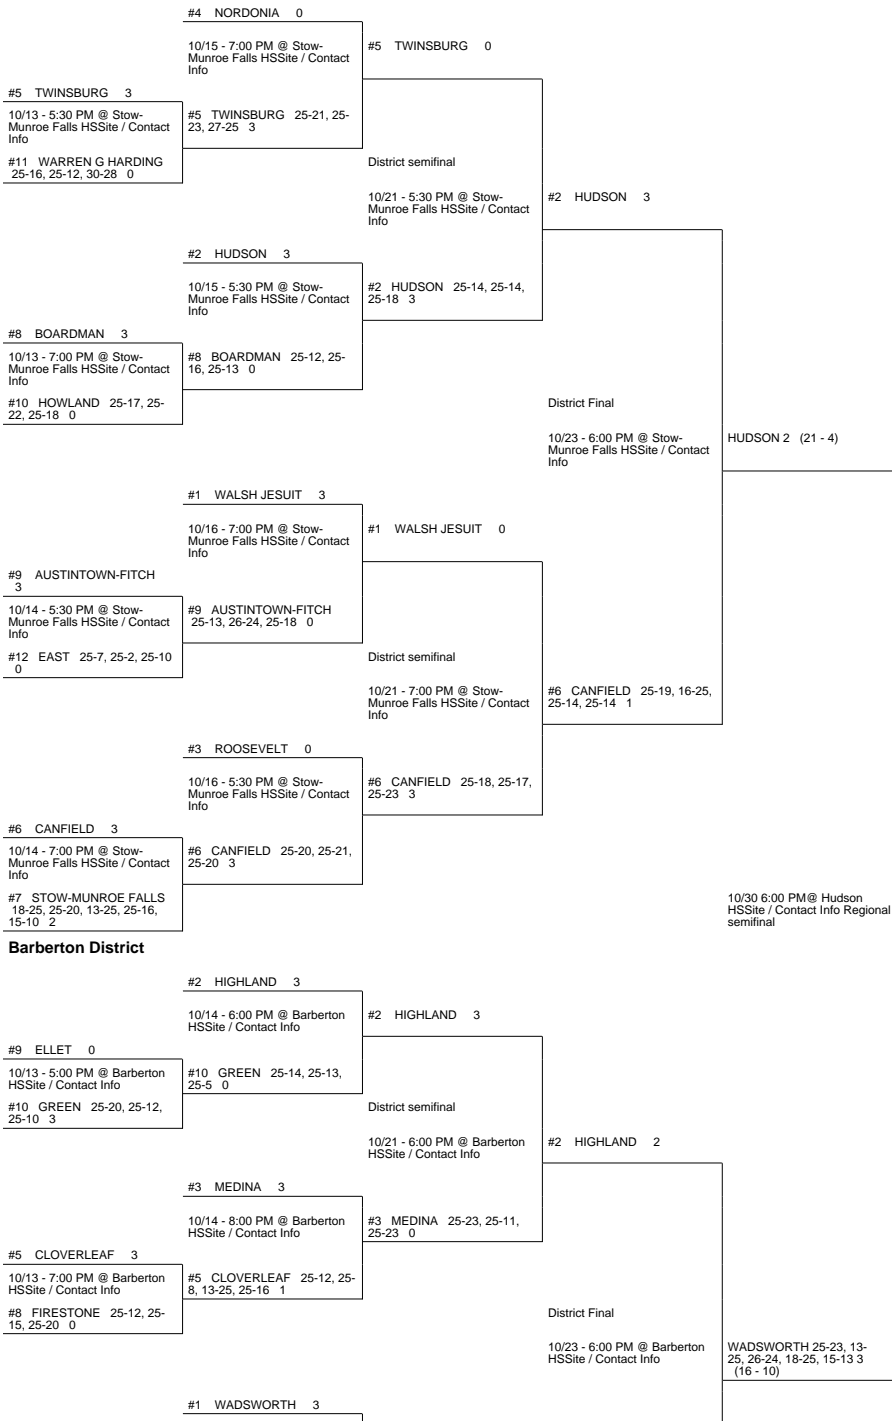 #4 NORDONIA 0
10/15 - 7:00 PM @ Stow-
Munroe Falls HSSite / Contact
Info
#5 TWINSBURG 0
#5 TWINSBURG 3
10/13 - 5:30 PM @ Stow-
Munroe Falls HSSite / Contact
Info
#5 TWINSBURG 25-21, 25-
23, 27-25 3
#11 WARREN G HARDING
25-16, 25-12, 30-28 0
District semifinal
10/21 - 5:30 PM @ Stow-
Munroe Falls HSSite / Contact
Info
#2 HUDSON 3
#2 HUDSON 3
10/15 - 5:30 PM @ Stow-
Munroe Falls HSSite / Contact
Info
#2 HUDSON 25-14, 25-14,
25-18 3
#8 BOARDMAN 3
10/13 - 7:00 PM @ Stow-
Munroe Falls HSSite / Contact
Info
#8 BOARDMAN 25-12, 25-
16, 25-13 0
#10 HOWLAND 25-17, 25-
22, 25-18 0
District Final
10/23 - 6:00 PM @ Stow-
Munroe Falls HSSite / Contact
Info
HUDSON 2 (21 - 4)
#1 WALSH JESUIT 3
10/16 - 7:00 PM @ Stow-
Munroe Falls HSSite / Contact
Info
#1 WALSH JESUIT 0
#9 AUSTINTOWN-FITCH
3
10/14 - 5:30 PM @ Stow-
Munroe Falls HSSite / Contact
Info
#9 AUSTINTOWN-FITCH
25-13, 26-24, 25-18 0
#12 EAST 25-7, 25-2, 25-10
0
District semifinal
10/21 - 7:00 PM @ Stow-
Munroe Falls HSSite / Contact
Info
#6 CANFIELD 25-19, 16-25,
25-14, 25-14 1
#3 ROOSEVELT 0
10/16 - 5:30 PM @ Stow-
Munroe Falls HSSite / Contact
Info
#6 CANFIELD 25-18, 25-17,
25-23 3
#6 CANFIELD 3
10/14 - 7:00 PM @ Stow-
Munroe Falls HSSite / Contact
Info
#6 CANFIELD 25-20, 25-21,
25-20 3
#7 STOW-MUNROE FALLS
18-25, 25-20, 13-25, 25-16,
15-10 2
10/30 6:00 PM@ Hudson
HSSite / Contact Info Regional
semifinal
Barberton District
#2 HIGHLAND 3
10/14 - 6:00 PM @ Barberton
HSSite / Contact Info
#2 HIGHLAND 3
#9 ELLET 0
10/13 - 5:00 PM @ Barberton
HSSite / Contact Info
#10 GREEN 25-14, 25-13,
25-5 0
#10 GREEN 25-20, 25-12,
25-10 3
District semifinal
10/21 - 6:00 PM @ Barberton
HSSite / Contact Info
#2 HIGHLAND 2
#3 MEDINA 3
10/14 - 8:00 PM @ Barberton
HSSite / Contact Info
#3 MEDINA 25-23, 25-11,
25-23 0
#5 CLOVERLEAF 3
10/13 - 7:00 PM @ Barberton
HSSite / Contact Info
#5 CLOVERLEAF 25-12, 25-
8, 13-25, 25-16 1
#8 FIRESTONE 25-12, 25-
15, 25-20 0
District Final
10/23 - 6:00 PM @ Barberton
HSSite / Contact Info
WADSWORTH 25-23, 13-
25, 26-24, 18-25, 15-13 3
(16 - 10)
#1 WADSWORTH 3